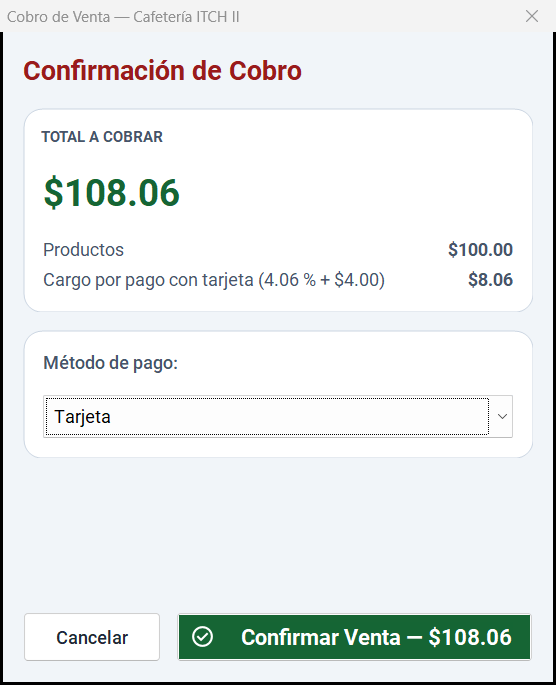 Cobro de Venta — Cafetería ITCH II
Confirmación de Cobro
TOTAL A COBRAR
$108.06
Productos $100.00
Cargo por pago con tarjeta (4.06 % + $4.00) $8.06
Método de pago:
Tarjeta
Cancelar Confirmar Venta — $108.06